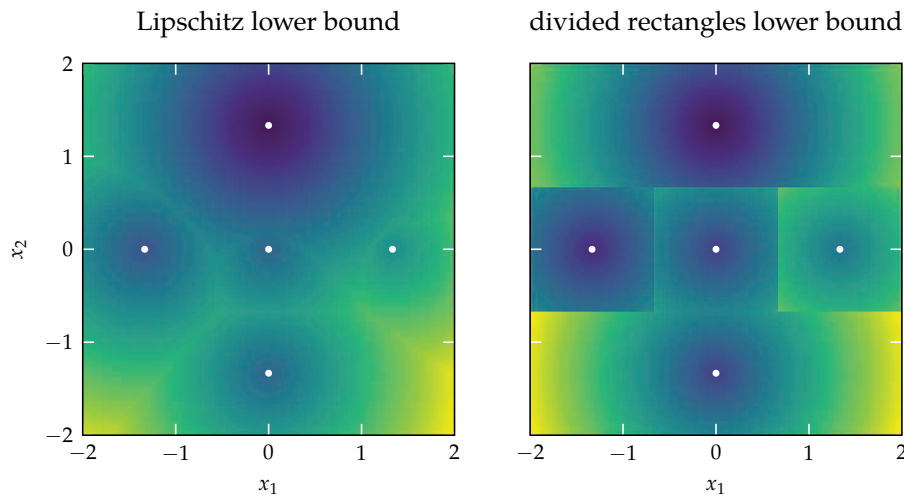 Lipschitz lower bound
divided rectangles lower bound
2
1
0
−1
−2
x2
−2 −1 0 1 2
x1
−2 −1 0 1 2
x1